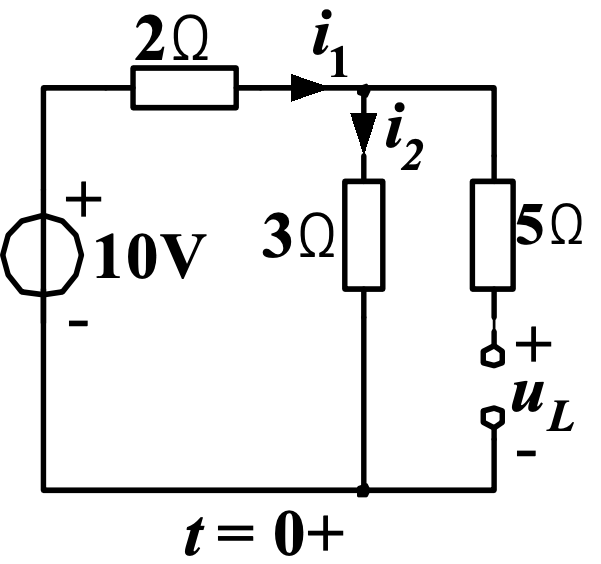 2Ω
i1
i2
+
10V
-
3Ω
5Ω
+
uL
-
t = 0+